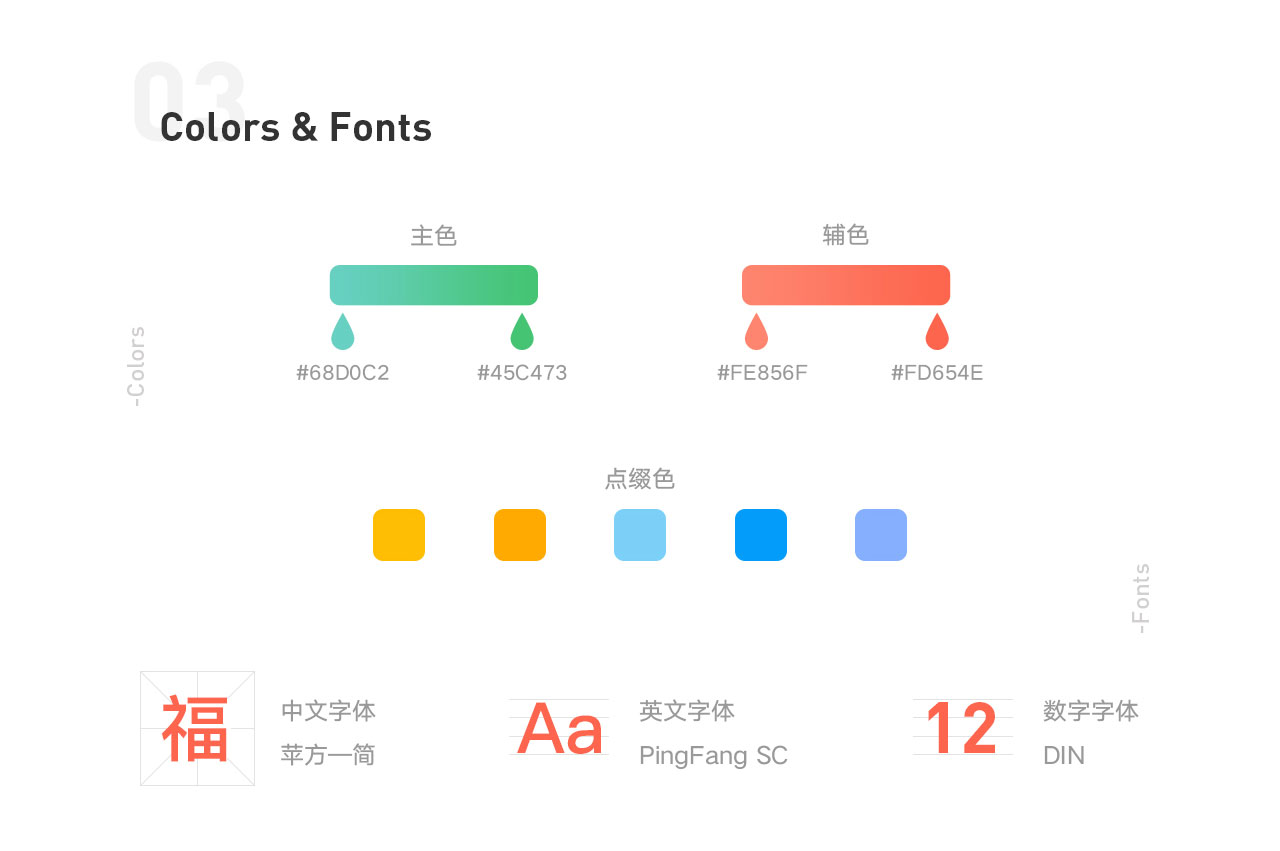 03
Colors & Fonts
主色
辅色
-Colors
#68D0C2
#45C473
#FE856F
#FD654E
点缀色
-Fonts
福
中文字体
苹方—简
Aa
英文字体
PingFang SC
12
数字字体
DIN